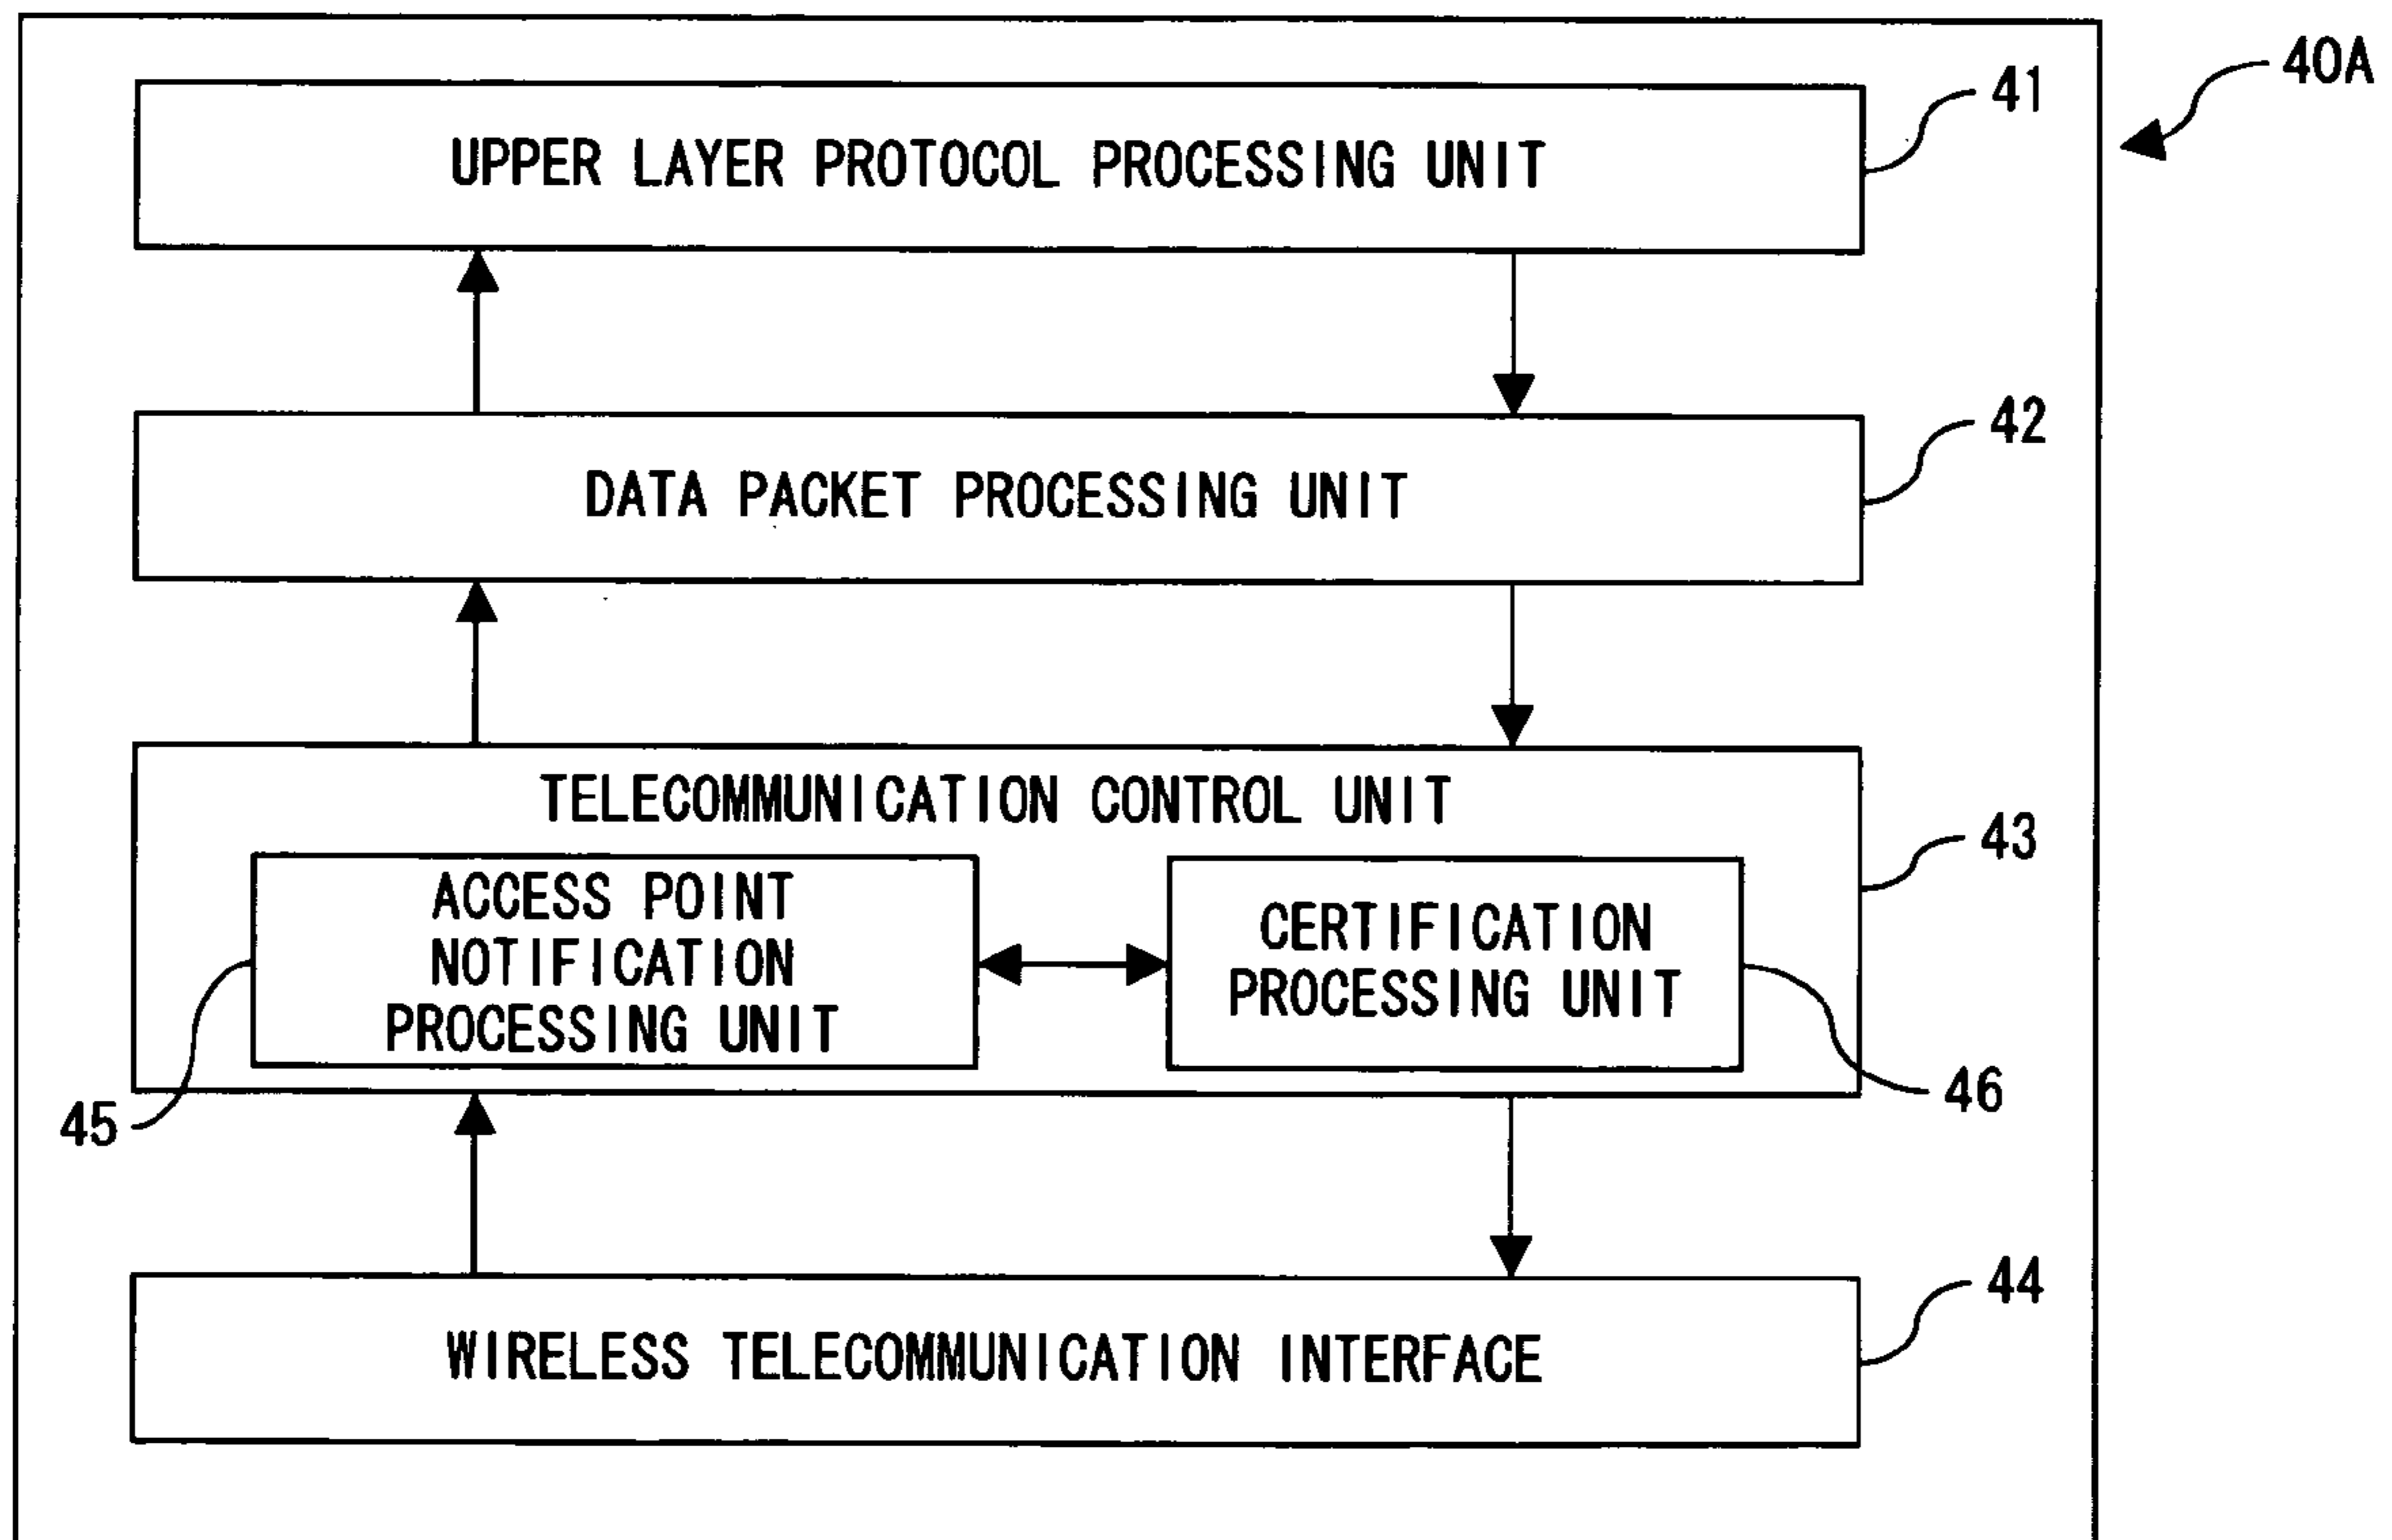 40A
41
UPPER LAYER PROTOCOL PROCESSING UNIT
42
DATA PACKET PROCESSING UNIT
TELECOMMUNICATION CONTROL UNIT
43
ACCESS POINT
NOTIFICATION
PROCESSING UNIT
CERTIFICATION
PROCESSING UNIT
45
46
44
WIRELESS TELECOMMUNICATION INTERFACE